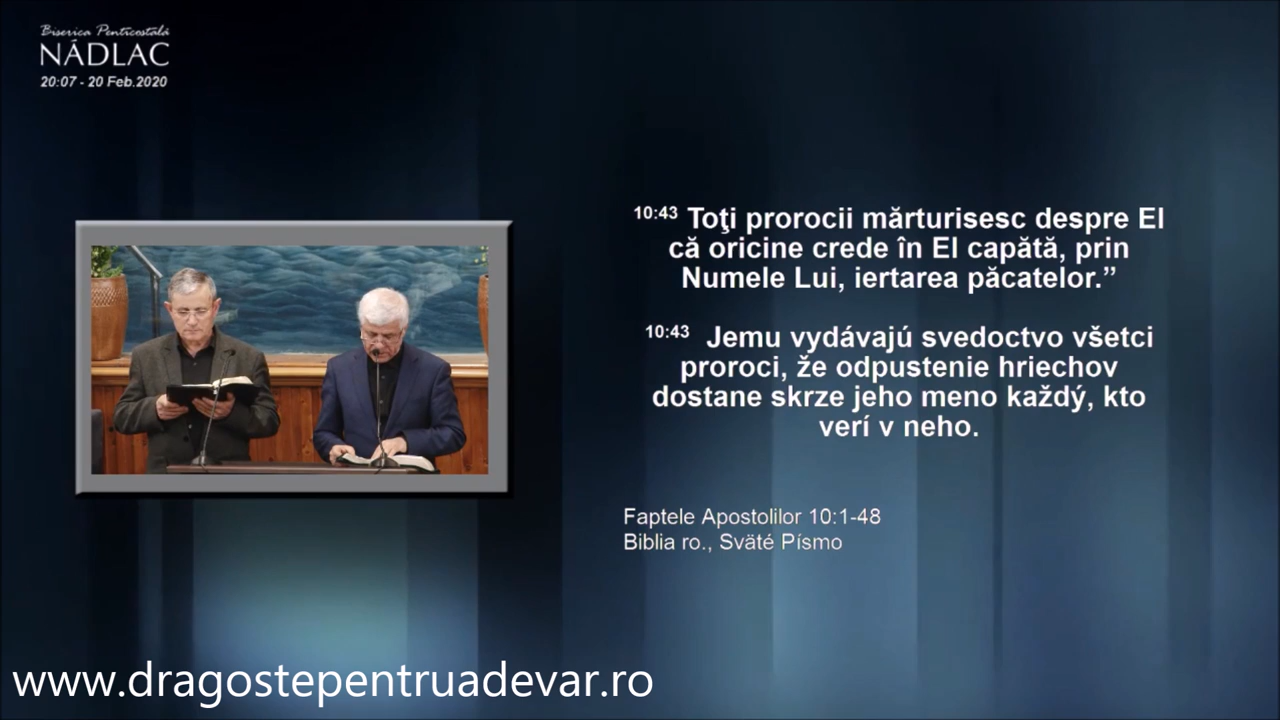 Biserica Penticostală
NĂDLAC
20:07 - 20 Feb.2020
10:43 Toţi prorocii mărturisesc despre El
că oricine crede în El capătă, prin
Numele Lui, iertarea păcatelor.”
10:43 Jemu vydávajú svedoctvo všetci
proroci, že odpustenie hriechov
dostane skrze jeho meno každý, kto
verí v neho.
Faptele Apostolilor 10:1-48
Biblia ro., Sväté Písmo
www.dragostepentruadevar.ro